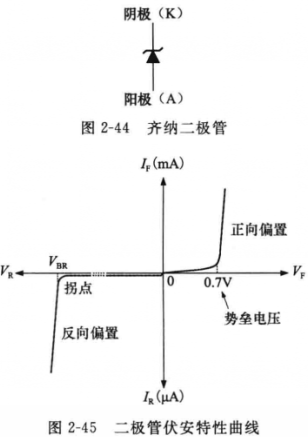 阴极（K）
阳极（A）
图 2-44 齐纳二极管
I_F(mA)
正向偏置
V_BR
V_R
V_F
拐点
0
0.7V
势垒电压
反向偏置
I_R(μA)
图 2-45 二极管伏安特性曲线